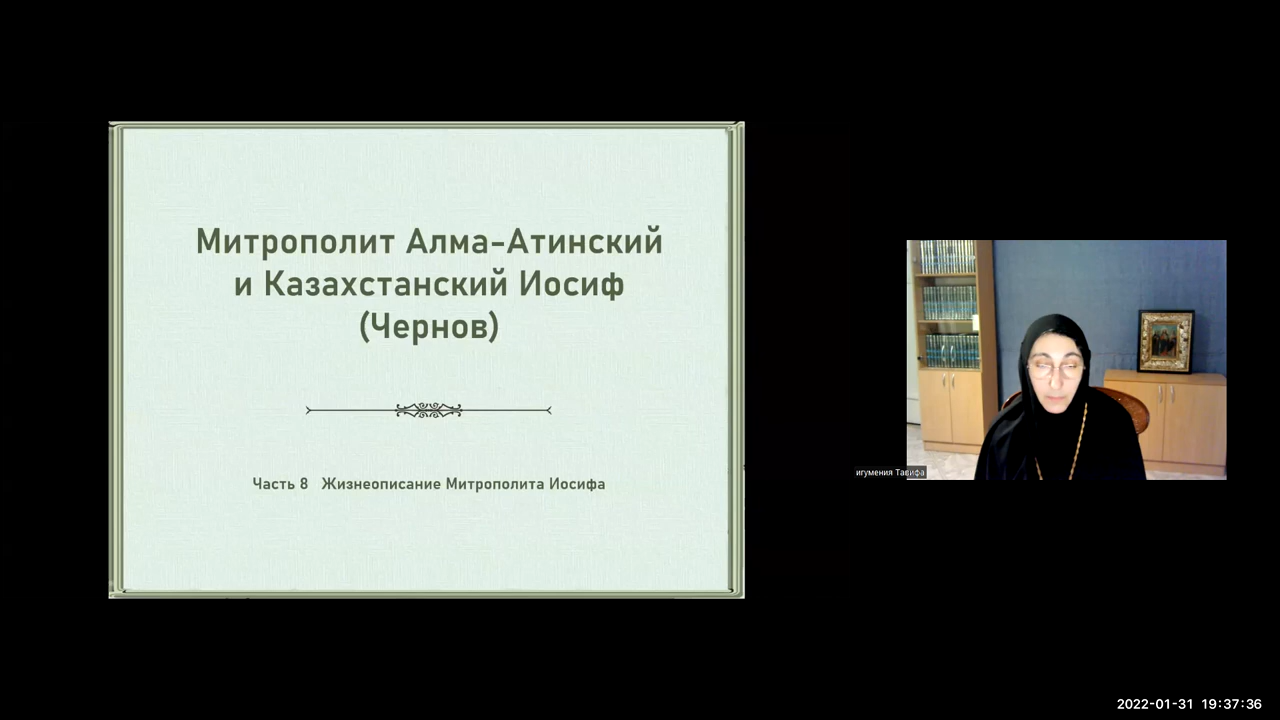 Митрополит Алма-Атинский
и Казахстанский Иосиф
(Чернов)
Часть 8 Жизнеописание Митрополита Иосифа
игумения Тавифа
2022-01-31 19:37:36